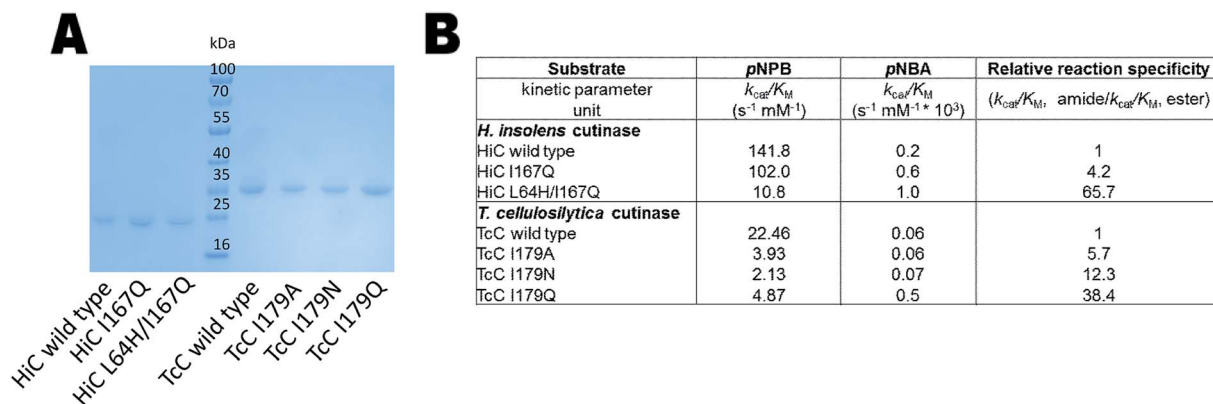 A
kDa
100
70
55
40
35
25
16
HiC wild type
HiC I167Q
HiC L64H/I167Q
TcC wild type
TcC I179A
TcC I179N
TcC I179Q
B
Substrate pNPB pNBA Relative reaction specificity
kinetic parameter kcat/KM kcat/KM (kcat/KM, amide/kcat/KM, ester)
unit (s-1 mM-1) (s-1 mM-1 * 103)
H. insolens cutinase
HiC wild type 141.8 0.2 1
HiC I167Q 102.0 0.6 4.2
HiC L64H/I167Q 10.8 1.0 65.7
T. cellulosilytica cutinase
TcC wild type 22.46 0.06 1
TcC I179A 3.93 0.06 5.7
TcC I179N 2.13 0.07 12.3
TcC I179Q 4.87 0.5 38.4